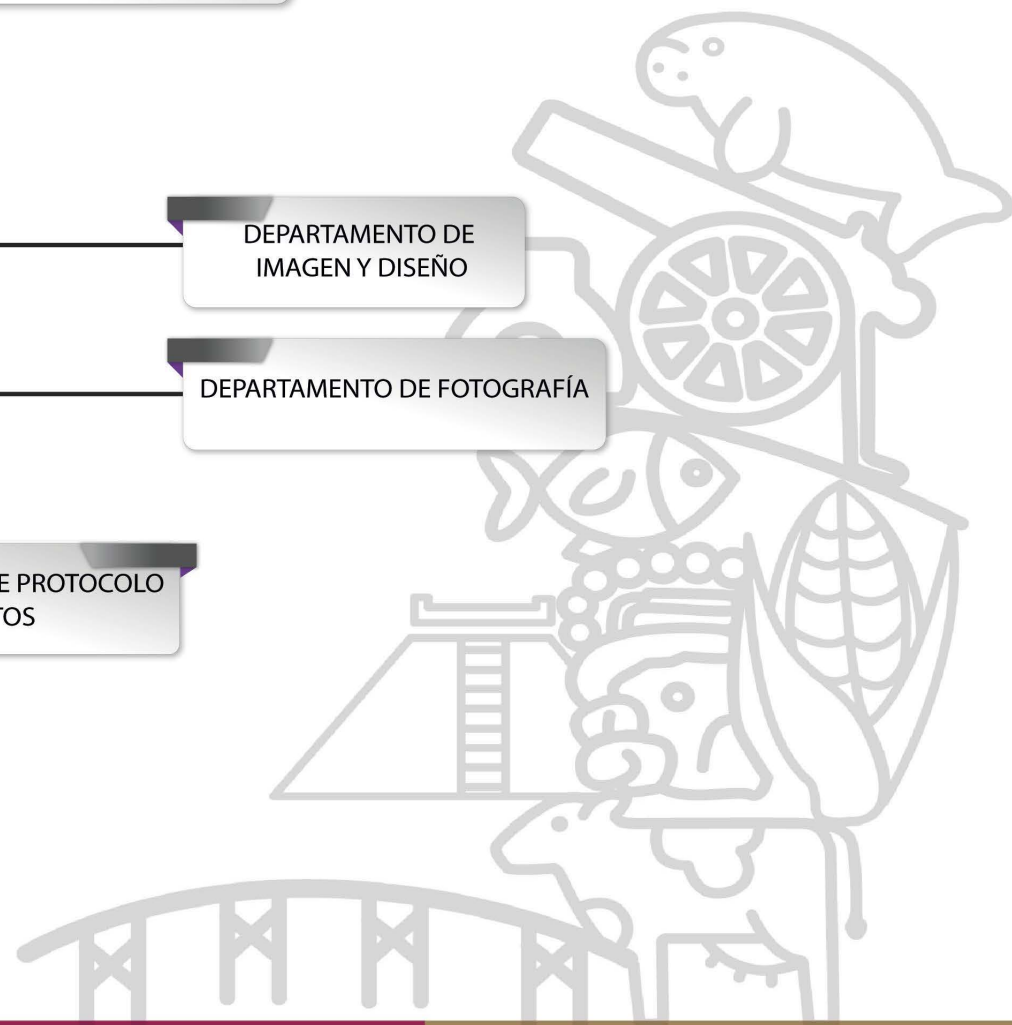 DEPARTAMENTO DE
IMAGEN Y DISEÑO
DEPARTAMENTO DE FOTOGRAFÍA
E PROTOCOLO
TOS